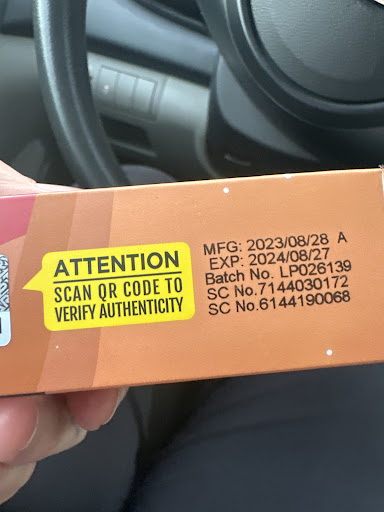 ATTENTION
SCAN QR CODE TO
VERIFY AUTHENTICITY
MFG: 2023/08/28 A
EXP: 2024/08/27
Batch No. LP026139
SC No.7144030172
SC No.6144190068